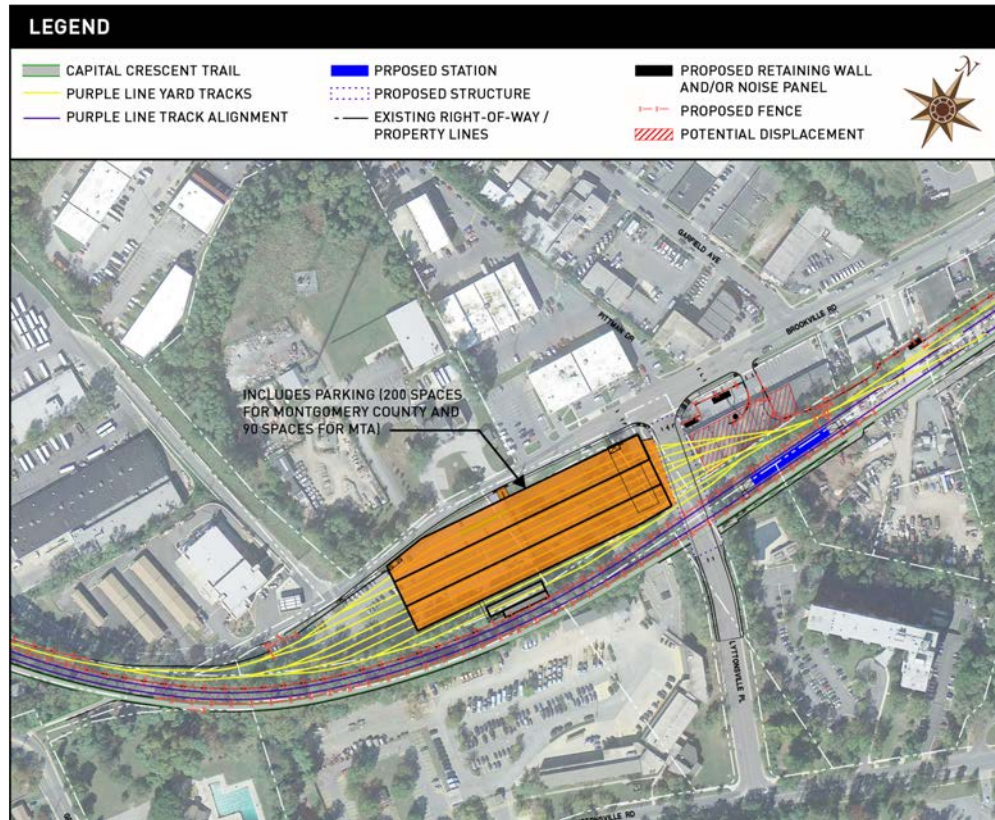 LEGEND
CAPITAL CRESCENT TRAIL
PURPLE LINE YARD TRACKS
PURPLE LINE TRACK ALIGNMENT
PRPOSED STATION
PROPOSED STRUCTURE
EXISTING RIGHT-OF-WAY /
PROPERTY LINES
PROPOSED RETAINING WALL
AND/OR NOISE PANEL
PROPOSED FENCE
POTENTIAL DISPLACEMENT
N
GARFIELD AVE
BROOKVILLE RD
PITTMAN DR
INCLUDES PARKING (200 SPACES
FOR MONTGOMERY COUNTY AND
90 SPACES FOR MTA)
LYTTONSVILLE PL
RD